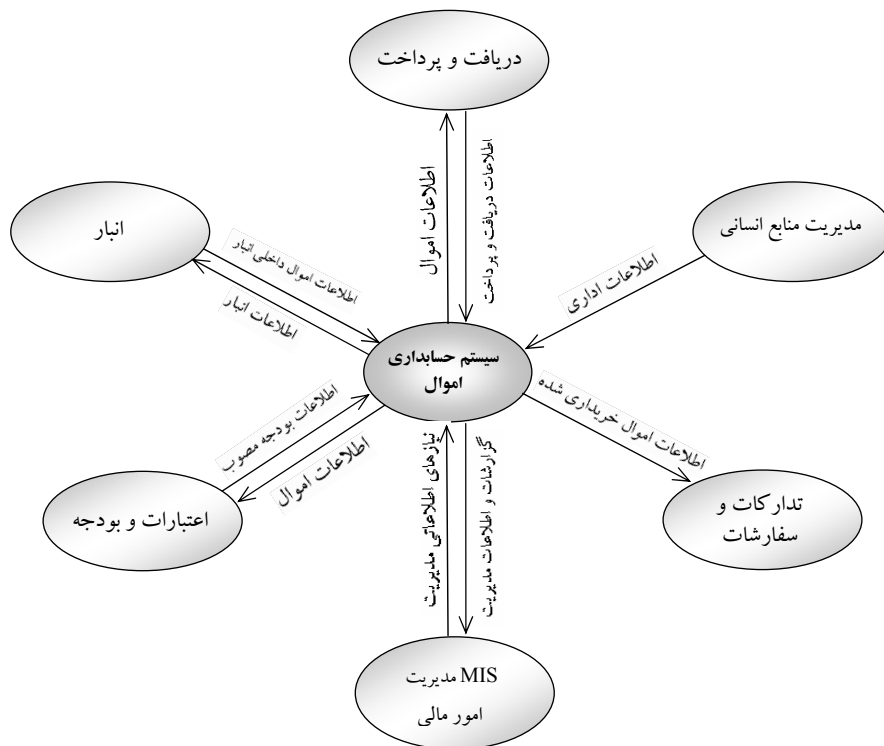 دریافت و پرداخت
اطلاعات اموال
اطلاعات دریافت و پرداخت
مدیریت منابع انسانی
اطلاعات اداری
انبار
اطلاعات اموال داخلی انبار
اطلاعات انبار
سیستم حسابداری
اموال
اطلاعات اموال خریداری شده
تدارکات و
سفارشات
اطلاعات بودجه مصوب
اطلاعات اموال
اعتبارات و بودجه
نیازهای اطلاعاتی مدیریت
گزارشات و اطلاعات مدیریت
MIS مدیریت
امور مالی